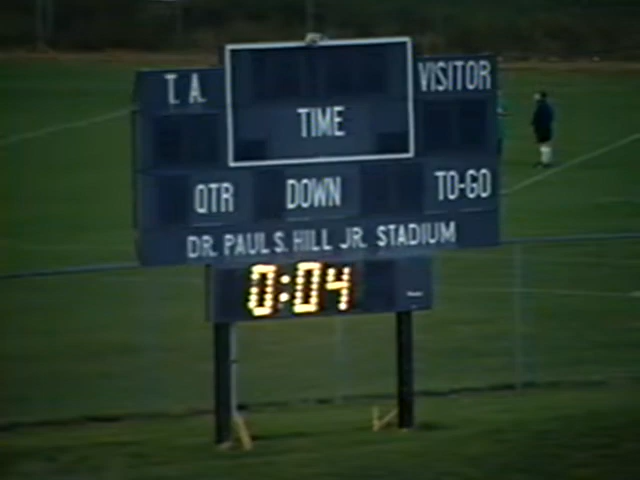 T. A.
VISITOR
TIME
QTR DOWN TO-GO
DR. PAUL S. HILL JR. STADIUM
0:04